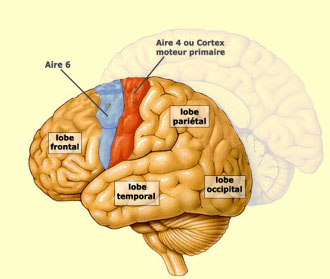 Aire 4 ou Cortex
moteur primaire
Aire 6
lobe
pariétal
lobe
frontal
lobe
temporal
lobe
occipital